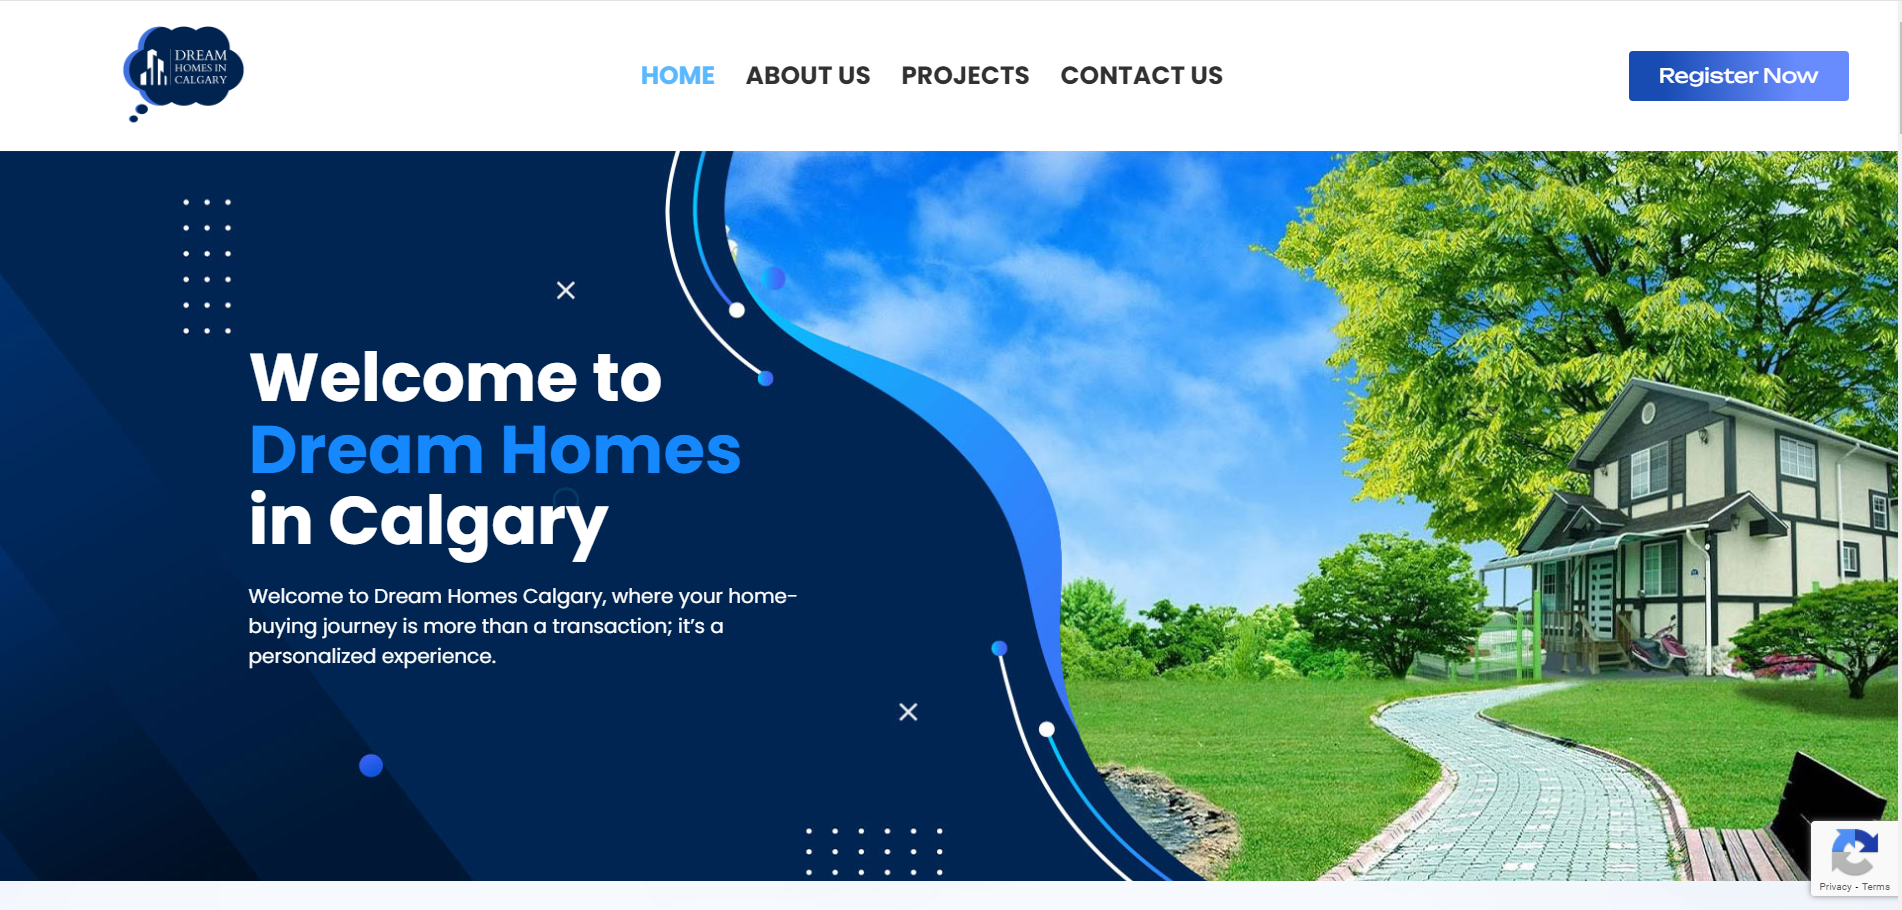 DREAM
HOMES IN
CALGARY
HOME ABOUT US PROJECTS CONTACT US
Register Now
Welcome to
Dream Homes
in Calgary
Welcome to Dream Homes Calgary, where your home-
buying journey is more than a transaction; it's a
personalized experience.
Privacy - Terms